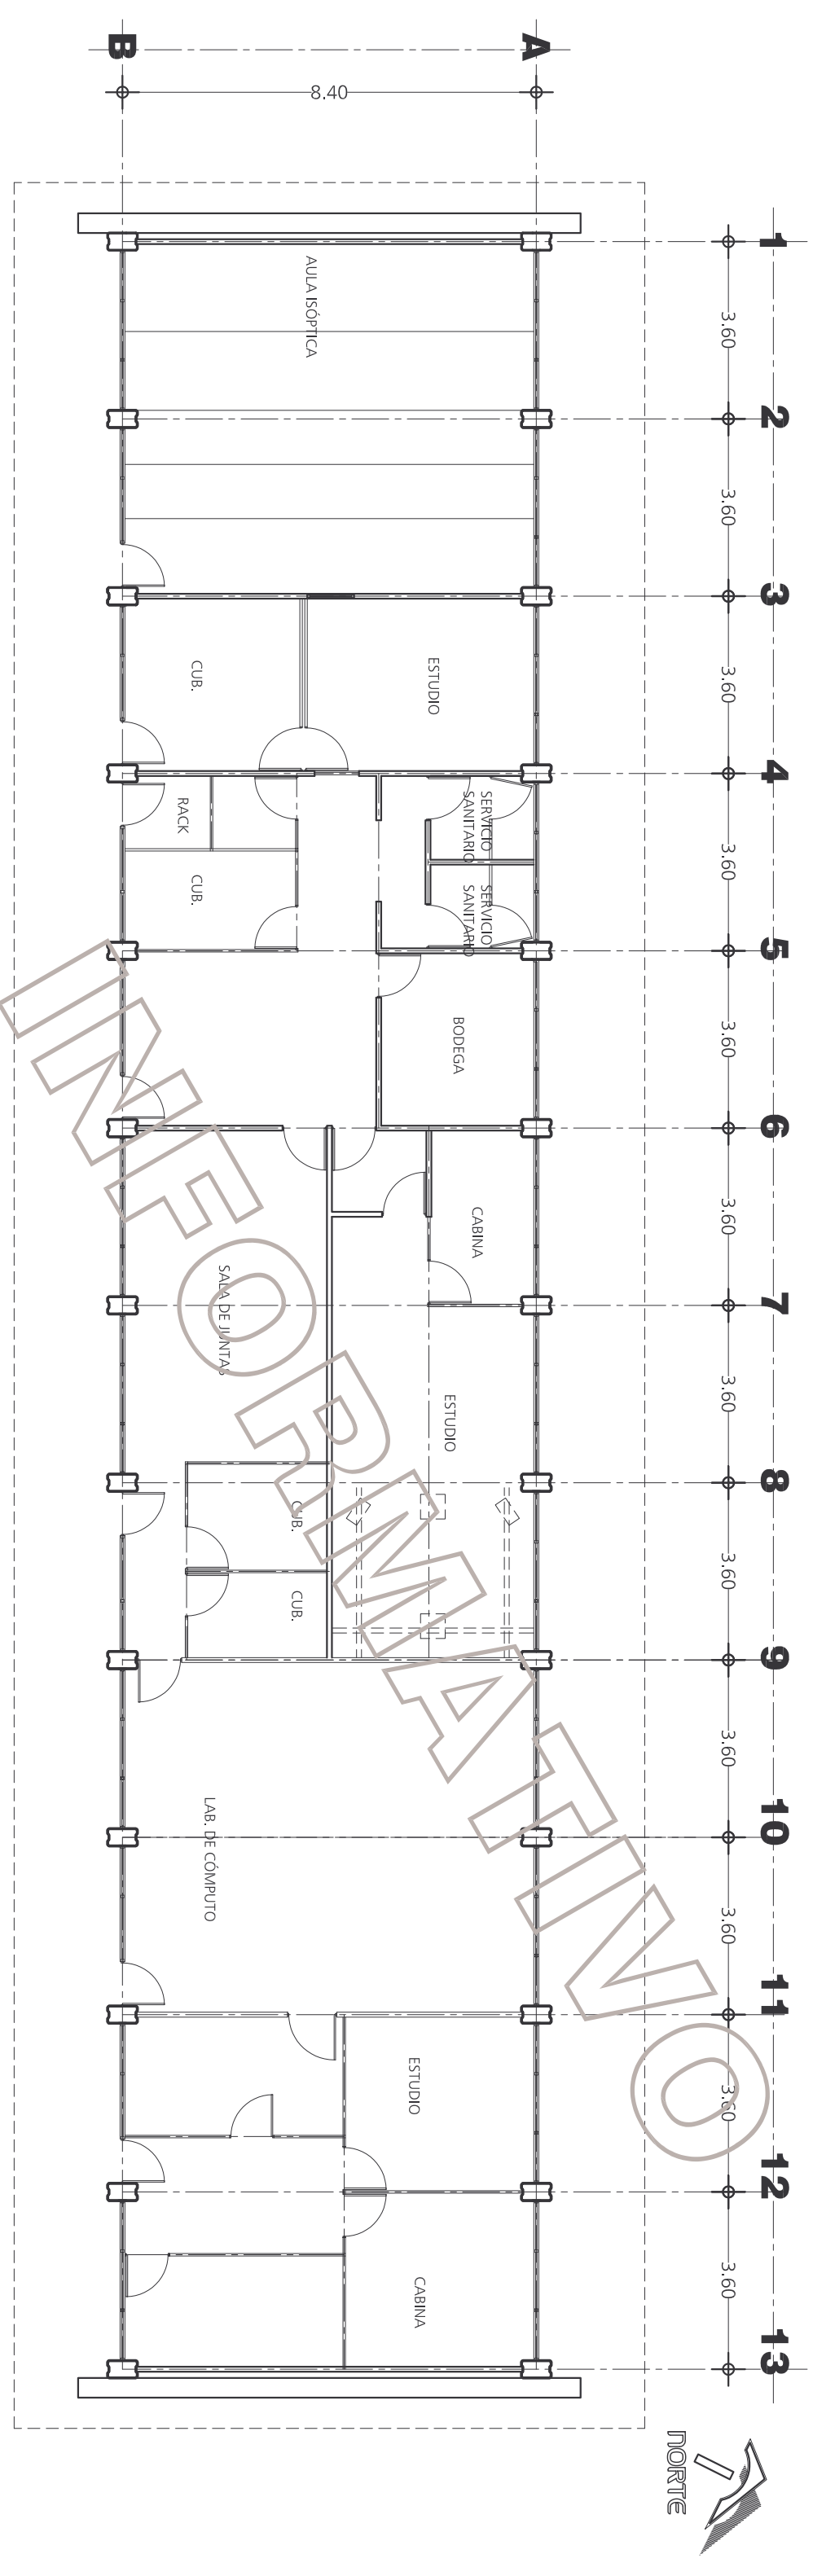 B
A
8.40
1
3.60
2
3.60
3
3.60
4
3.60
5
3.60
6
3.60
7
3.60
8
3.60
9
3.60
10
3.60
11
3.60
12
3.60
13
AULA ISÓPTICA
CUB.
ESTUDIO
RACK
CUB.
SERVICIO
SANITARIO
SERVICIO
SANITARIO
BODEGA
CABINA
SALA DE JUNTAS
ESTUDIO
CUB.
CUB.
LAB. DE CÓMPUTO
ESTUDIO
CABINA
INFORMATIVO
NORTE